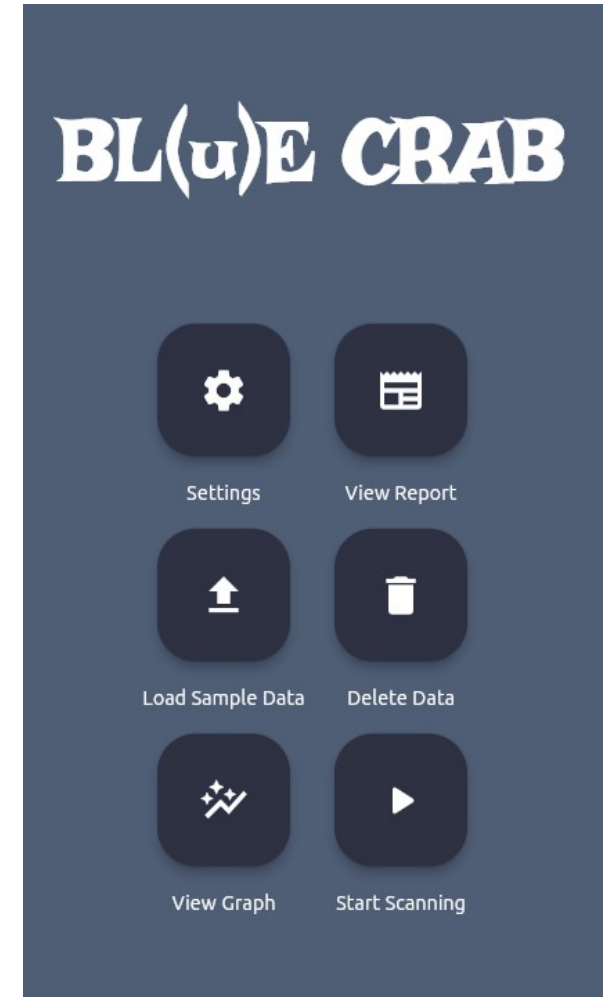 BL(u)E CRAB
Settings
View Report
Load Sample Data
Delete Data
View Graph
Start Scanning